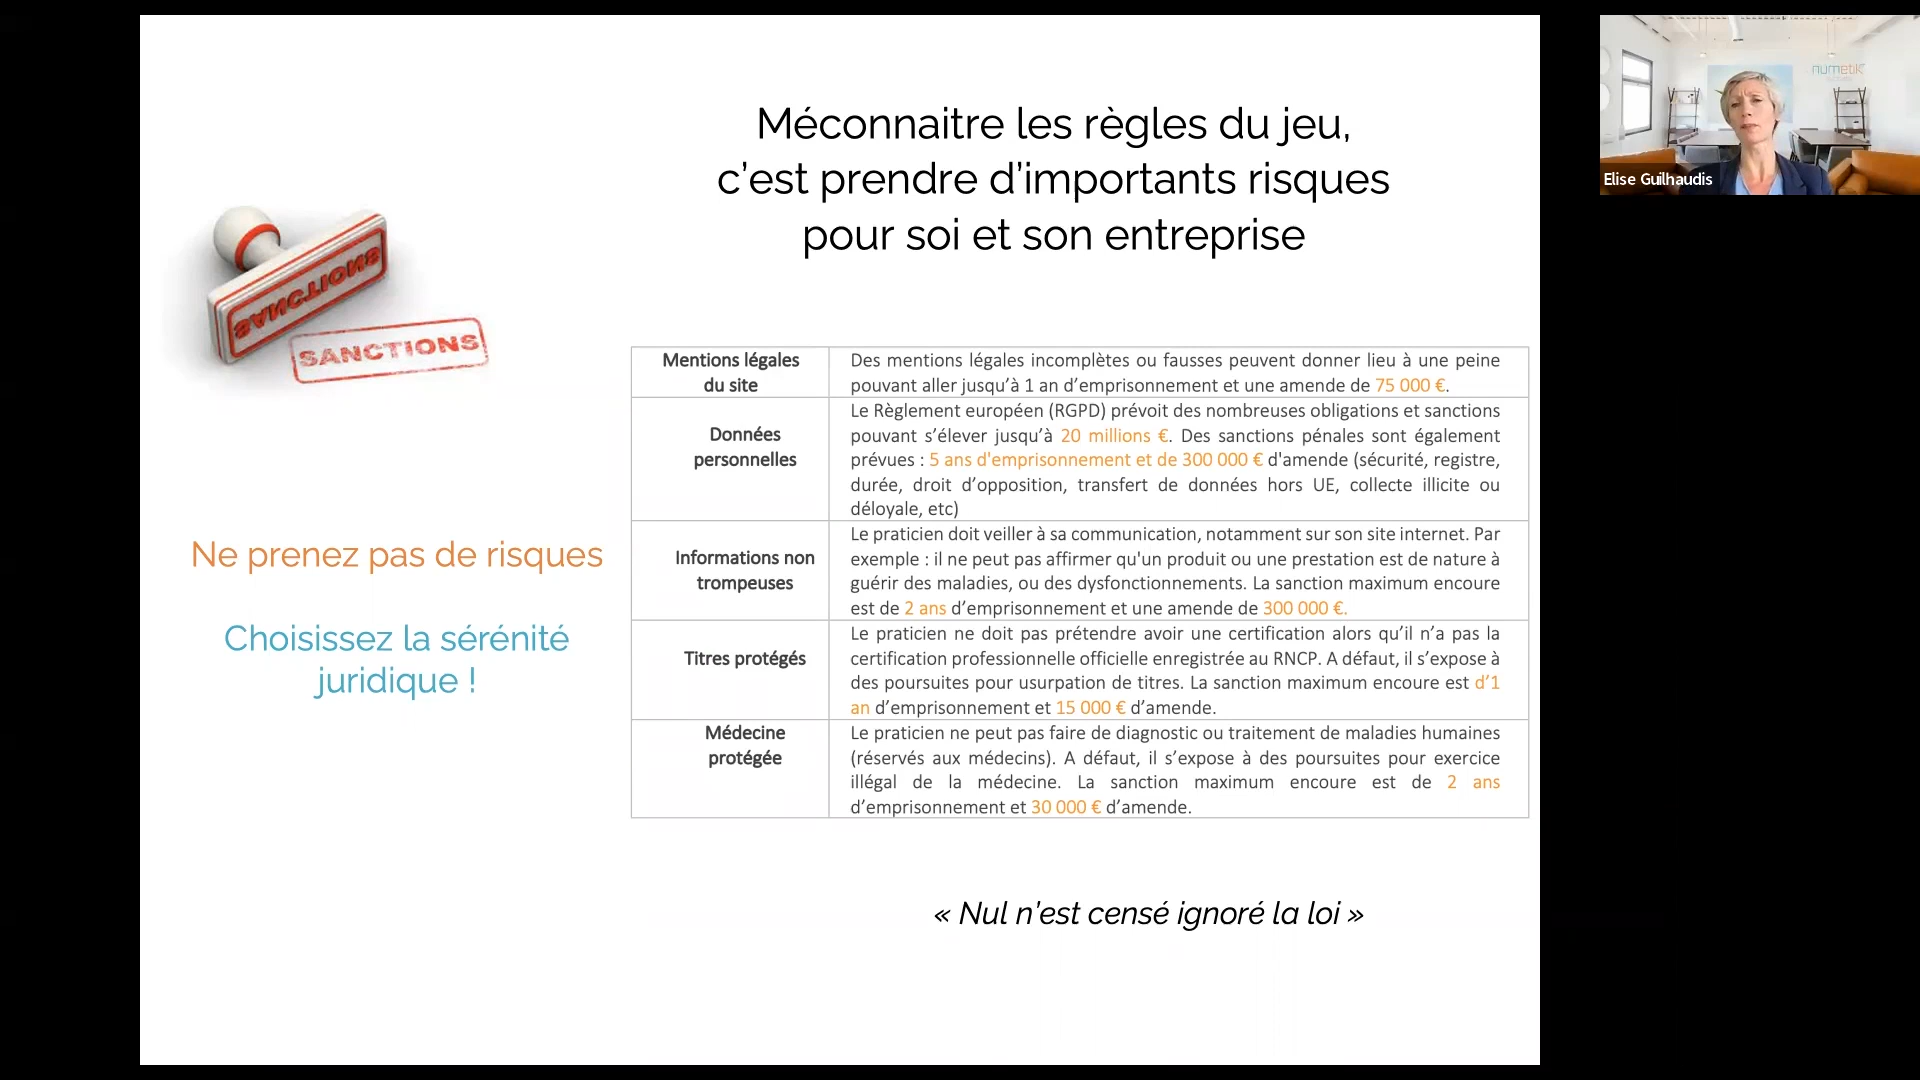 Méconnaitre les règles du jeu,
c’est prendre d’importants risques
pour soi et son entreprise
SANCTIONS
SANCTIONS
Ne prenez pas de risques
Choisissez la sérénité
juridique !
Mentions légales
du site
Des mentions légales incomplètes ou fausses peuvent donner lieu à une peine
pouvant aller jusqu’à 1 an d’emprisonnement et une amende de 75 000 €.
Données
personnelles
Le Règlement européen (RGPD) prévoit des nombreuses obligations et sanctions
pouvant s’élever jusqu’à 20 millions €. Des sanctions pénales sont également
prévues : 5 ans d'emprisonnement et de 300 000 € d'amende (sécurité, registre,
durée, droit d’opposition, transfert de données hors UE, collecte illicite ou
déloyale, etc)
Informations non
trompeuses
Le praticien doit veiller à sa communication, notamment sur son site internet. Par
exemple : il ne peut pas affirmer qu'un produit ou une prestation est de nature à
guérir des maladies, ou des dysfonctionnements. La sanction maximum encoure
est de 2 ans d’emprisonnement et une amende de 300 000 €.
Titres protégés
Le praticien ne doit pas prétendre avoir une certification alors qu’il n’a pas la
certification professionnelle officielle enregistrée au RNCP. A défaut, il s’expose à
des poursuites pour usurpation de titres. La sanction maximum encoure est d’1
an d’emprisonnement et 15 000 € d’amende.
Médecine
protégée
Le praticien ne peut pas faire de diagnostic ou traitement de maladies humaines
(réservés aux médecins). A défaut, il s’expose à des poursuites pour exercice
illégal de la médecine. La sanction maximum encoure est de 2 ans
d’emprisonnement et 30 000 € d’amende.
« Nul n’est censé ignoré la loi »
numetik
Elise Guilhaudis